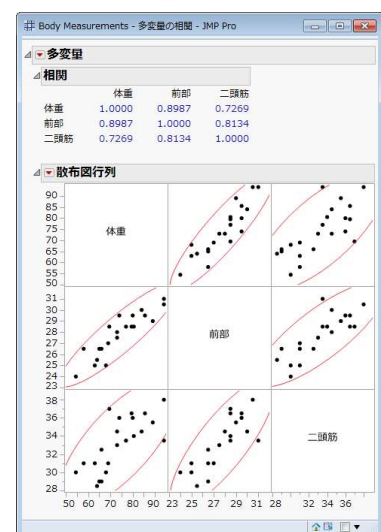 Body Measurements - 多変量の相関 - JMP Pro
多変量
相関
体重 前部 二頭筋
体重 1.0000 0.8987 0.7269
前部 0.8987 1.0000 0.8134
二頭筋 0.7269 0.8134 1.0000
散布図行列
90
85
80
75
70
65
60
55
50
体重
31
30
29
28
27
26
25
24
23
前部
38
36
34
32
30
28
二頭筋
50 60 70 80 90 23 25 27 29 31 28 30 32 34 36